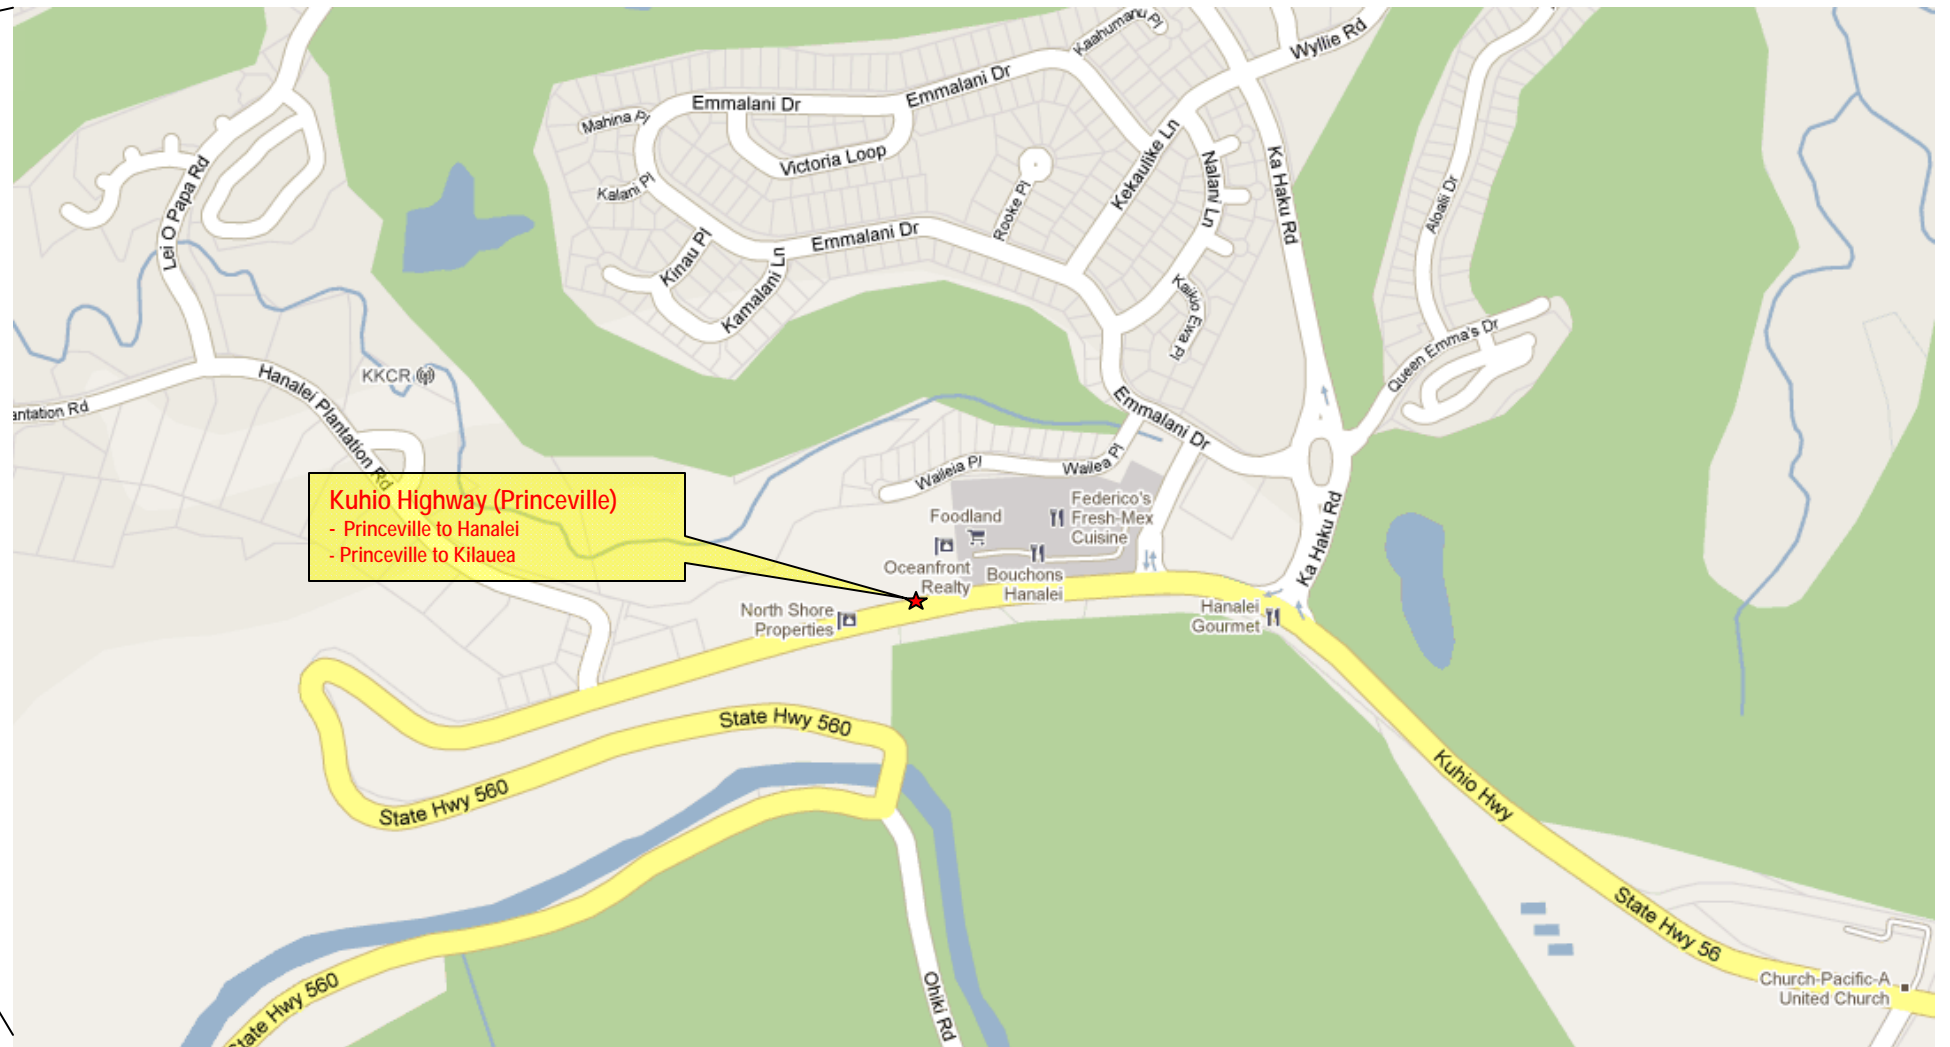 Kaahumanu Pl
Wyllie Rd
Emmalani Dr
Emmalani Dr
Mahina Pl
Victoria Loop
Kekaulike Ln
Nalani Ln
Ka Haku Rd
Lei O Papa Rd
Kalani Pl
Rooke Pl
Aloalii Dr
Emmalani Dr
Kinau Pl
Kamalani Ln
Kaikio Ewa Pl
Queen Emma's Dr
KKCR
Hanalei Plantation Rd
antation Rd
Emmalani Dr
Waileia Pl
Wailea Pl
Kuhio Highway (Princeville)
- Princeville to Hanalei
- Princeville to Kilauea
Foodland
Federico's
Fresh-Mex
Cuisine
Ka Haku Rd
Oceanfront
Realty
Bouchons
Hanalei
North Shore
Properties
Hanalei
Gourmet
State Hwy 560
State Hwy 560
Kuhio Hwy
State Hwy 56
Church-Pacific-A
United Church
State Hwy 560
Ohiki Rd